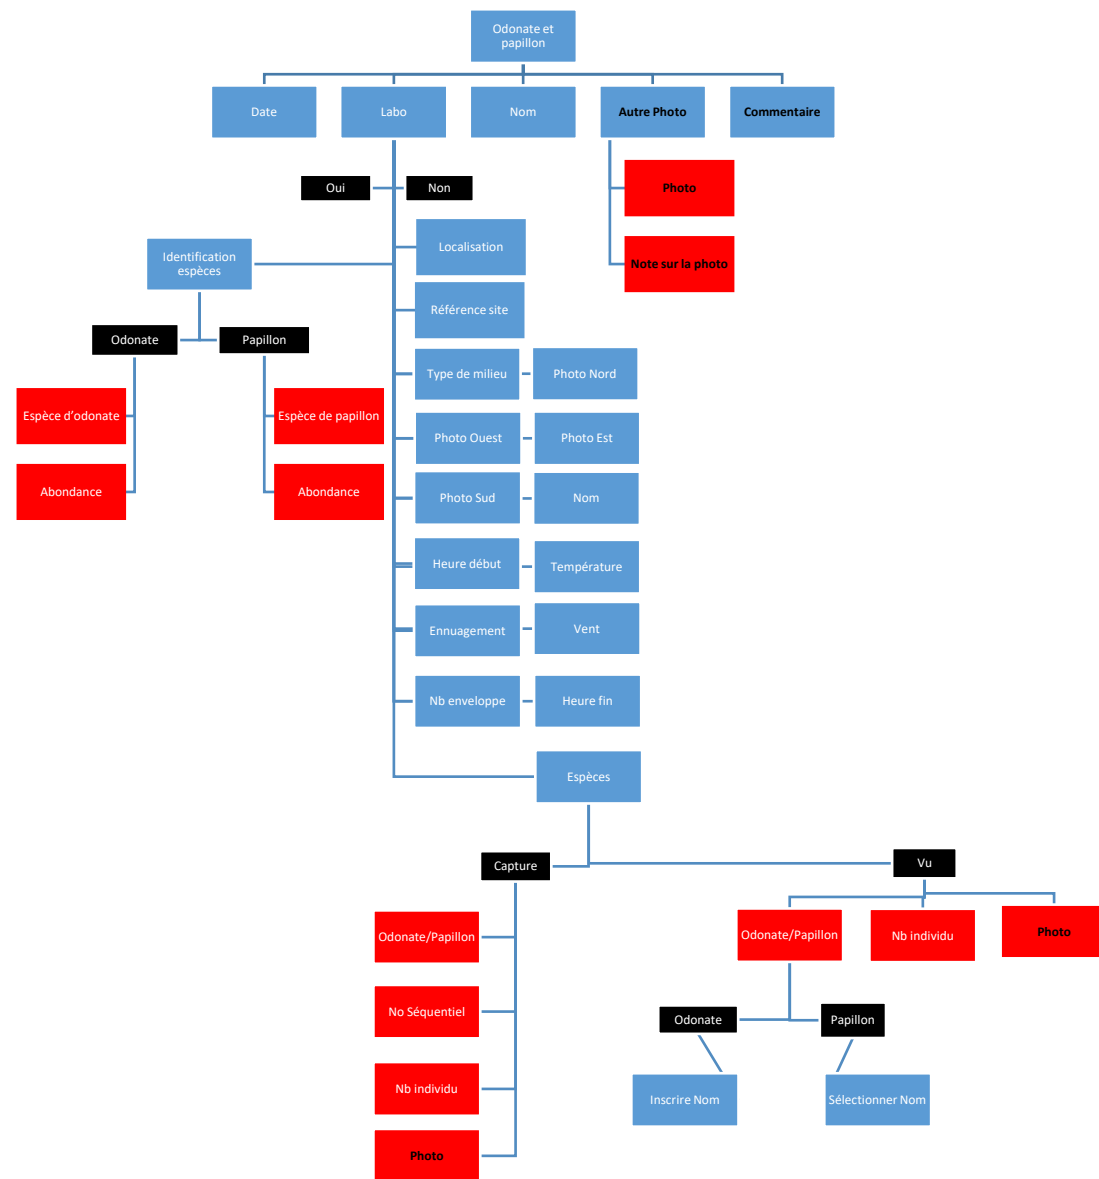 Odonate et
papillon
Date
Labo
Nom
Autre Photo
Commentaire
Oui
Non
Photo
Note sur la photo
Identification
espèces
Localisation
Référence site
Odonate
Papillon
Type de milieu
Photo Nord
Espèce d’odonate
Espèce de papillon
Photo Ouest
Photo Est
Abondance
Abondance
Photo Sud
Nom
Heure début
Température
Ennuagement
Vent
Nb enveloppe
Heure fin
Espèces
Capture
Vu
Odonate/Papillon
No Séquentiel
Nb individu
Photo
Odonate/Papillon
Nb individu
Photo
Odonate
Papillon
Inscrire Nom
Sélectionner Nom